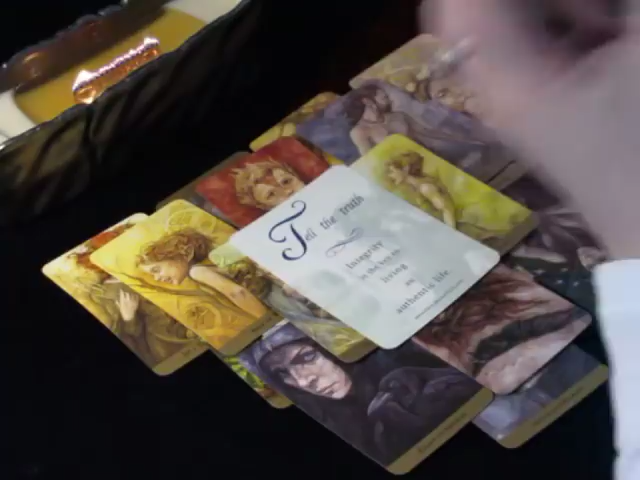 Tell the truth
Integrity
is the key to
living
an
authentic life.